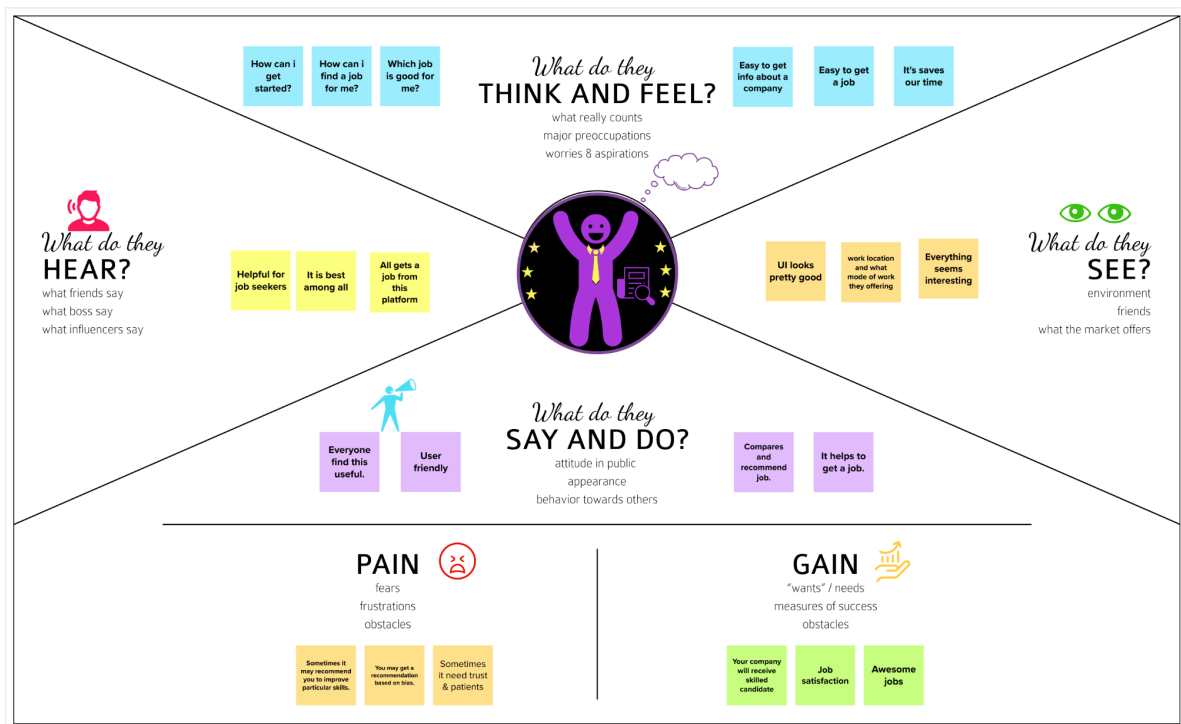 How can i
get
started?
How can i
find a job
for me?
Which job
is good for
me?
What do they
THINK AND FEEL?
what really counts
major preoccupations
worries & aspirations
Easy to get
info about a
company
Easy to get
a job
It's saves
our time
What do they
HEAR?
what friends say
what boss say
what influencers say
Helpful for
job seekers
It is best
among all
All gets a
job from
this
platform
UI looks
pretty good
work location
and what
mode of work
they offering
Everything
seems
interesting
What do they
SEE?
environment
friends
what the market offers
What do they
SAY AND DO?
attitude in public
appearance
behavior towards others
Everyone
find this
useful.
User
friendly
Compares
and
recommend
job.
It helps to
get a job.
PAIN
fears
frustrations
obstacles
Sometimes it
may recommend
you to improve
particular skills.
You may get a
recommendation
based on bias.
Sometimes
it need trust
& patients
GAIN
"wants" / needs
measures of success
obstacles
Your company
will receive
skilled
candidate
Job
satisfaction
Awesome
jobs